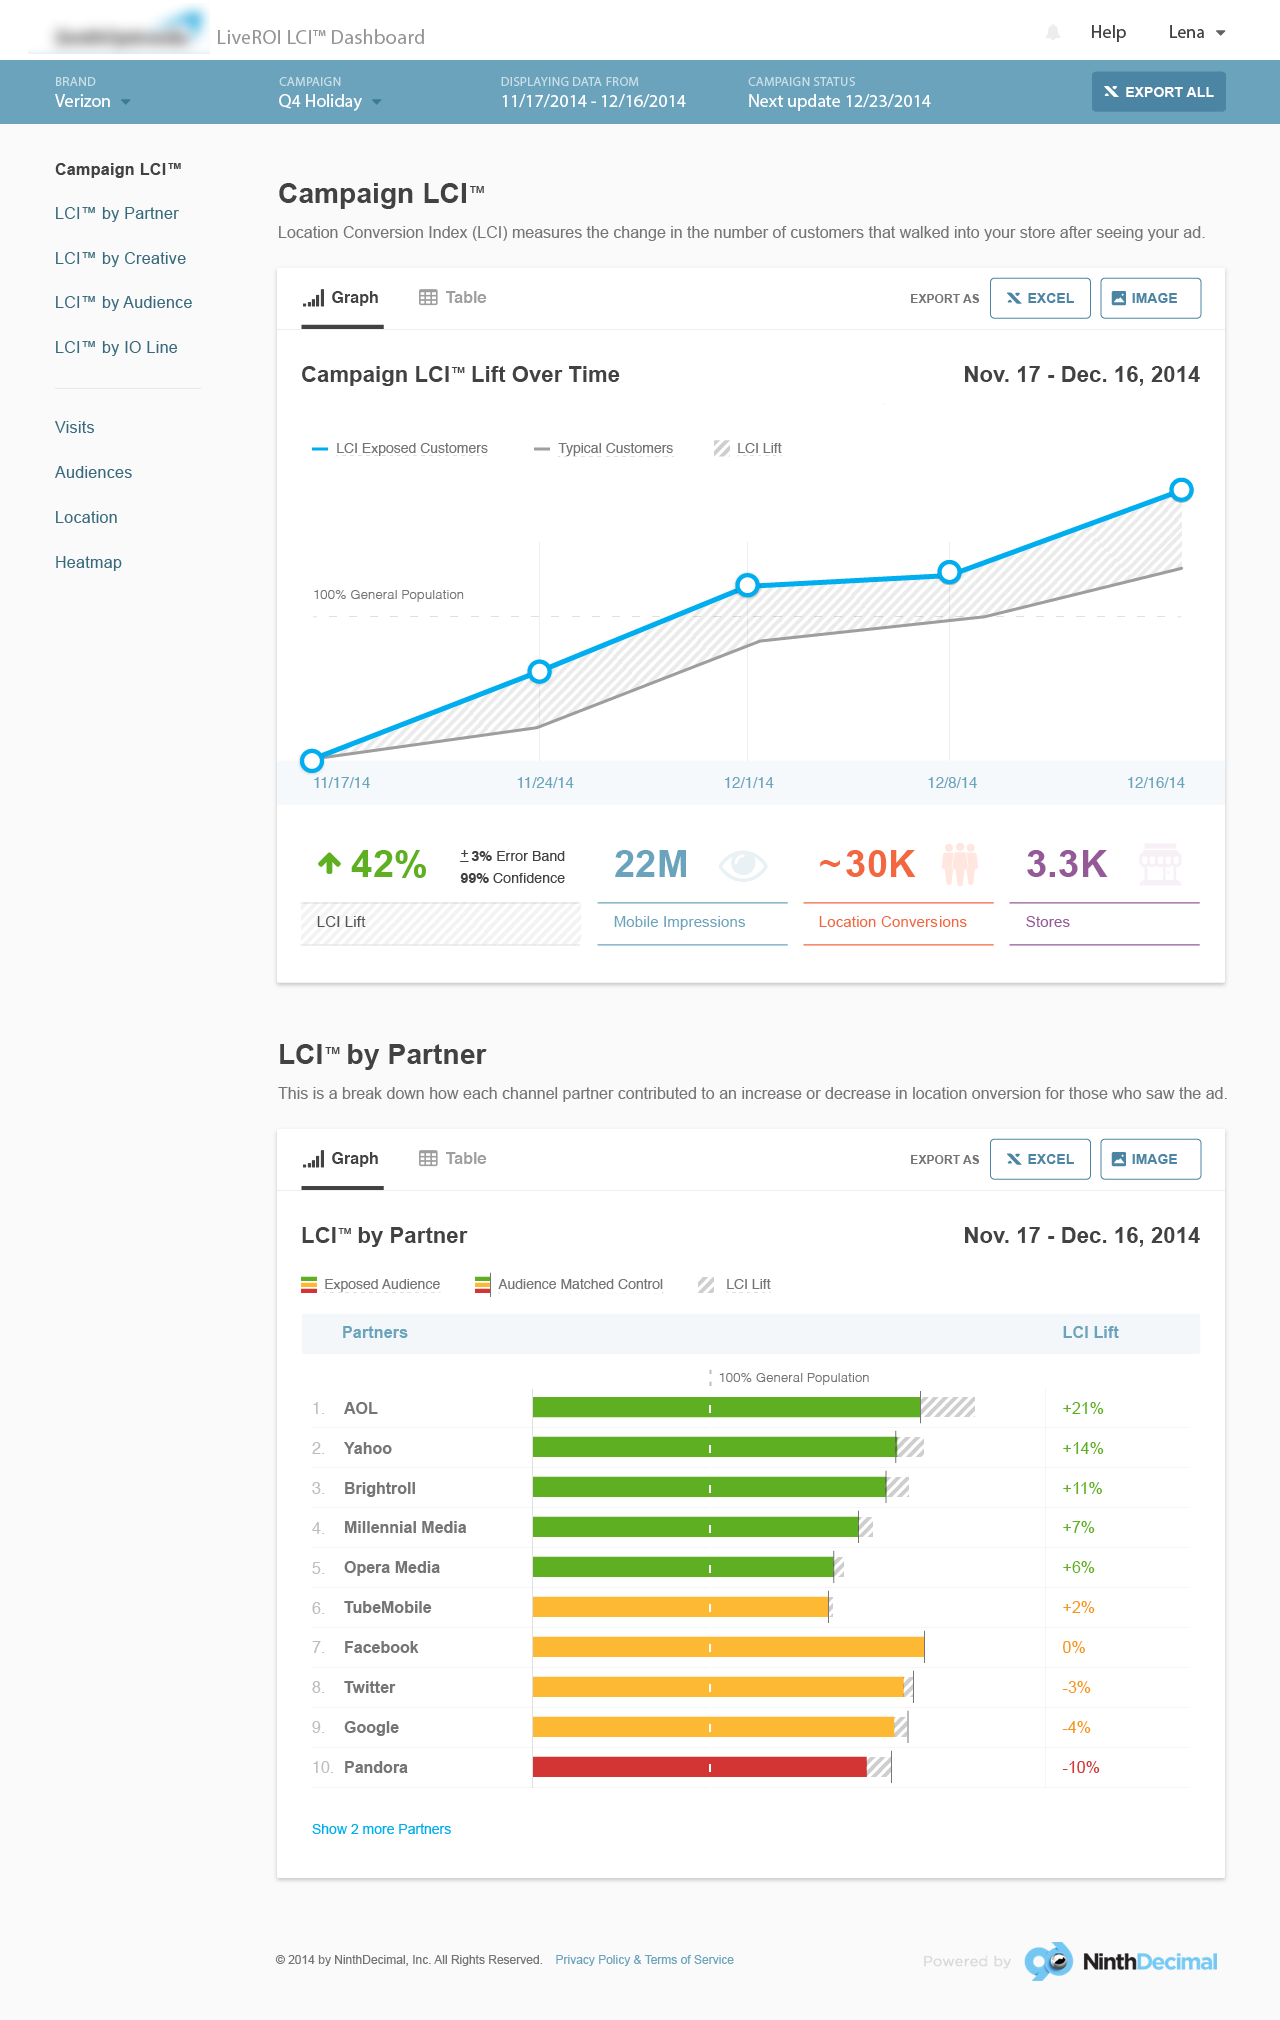 LiveROI LCI™ Dashboard
Help
Lena
BRAND
Verizon
CAMPAIGN
Q4 Holiday
DISPLAYING DATA FROM
11/17/2014 - 12/16/2014
CAMPAIGN STATUS
Next update 12/23/2014
EXPORT ALL
Campaign LCI™
LCI™ by Partner
LCI™ by Creative
LCI™ by Audience
LCI™ by IO Line
Visits
Audiences
Location
Heatmap
Campaign LCI™
Location Conversion Index (LCI) measures the change in the number of customers that walked into your store after seeing your ad.
Graph
Table
EXPORT AS
EXCEL
IMAGE
Campaign LCI™ Lift Over Time
Nov. 17 - Dec. 16, 2014
LCI Exposed Customers
Typical Customers
LCI Lift
100% General Population
11/17/14
11/24/14
12/1/14
12/8/14
12/16/14
42%
±3% Error Band
99% Confidence
LCI Lift
22M
Mobile Impressions
~30K
Location Conversions
3.3K
Stores
LCI™ by Partner
This is a break down how each channel partner contributed to an increase or decrease in location onversion for those who saw the ad.
Graph
Table
EXPORT AS
EXCEL
IMAGE
LCI™ by Partner
Nov. 17 - Dec. 16, 2014
Exposed Audience
Audience Matched Control
LCI Lift
Partners
LCI Lift
100% General Population
1. AOL +21%
2. Yahoo +14%
3. Brightroll +11%
4. Millennial Media +7%
5. Opera Media +6%
6. TubeMobile +2%
7. Facebook 0%
8. Twitter -3%
9. Google -4%
10. Pandora -10%
Show 2 more Partners
© 2014 by NinthDecimal, Inc. All Rights Reserved. Privacy Policy & Terms of Service
Powered by
NinthDecimal